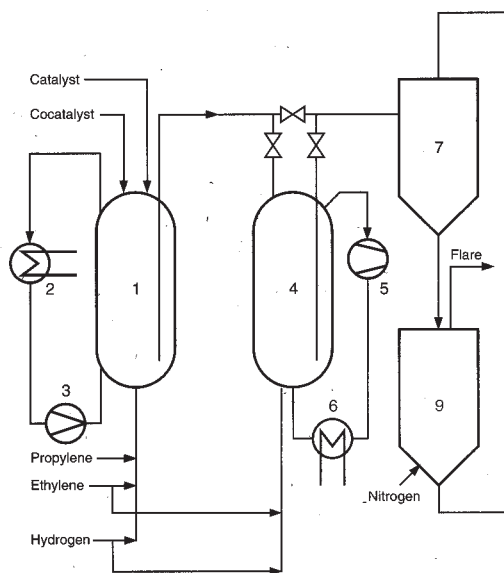 Catalyst
Cocatalyst
7
2
1
4
5
Flare
3
6
9
Propylene
Ethylene
Nitrogen
Hydrogen